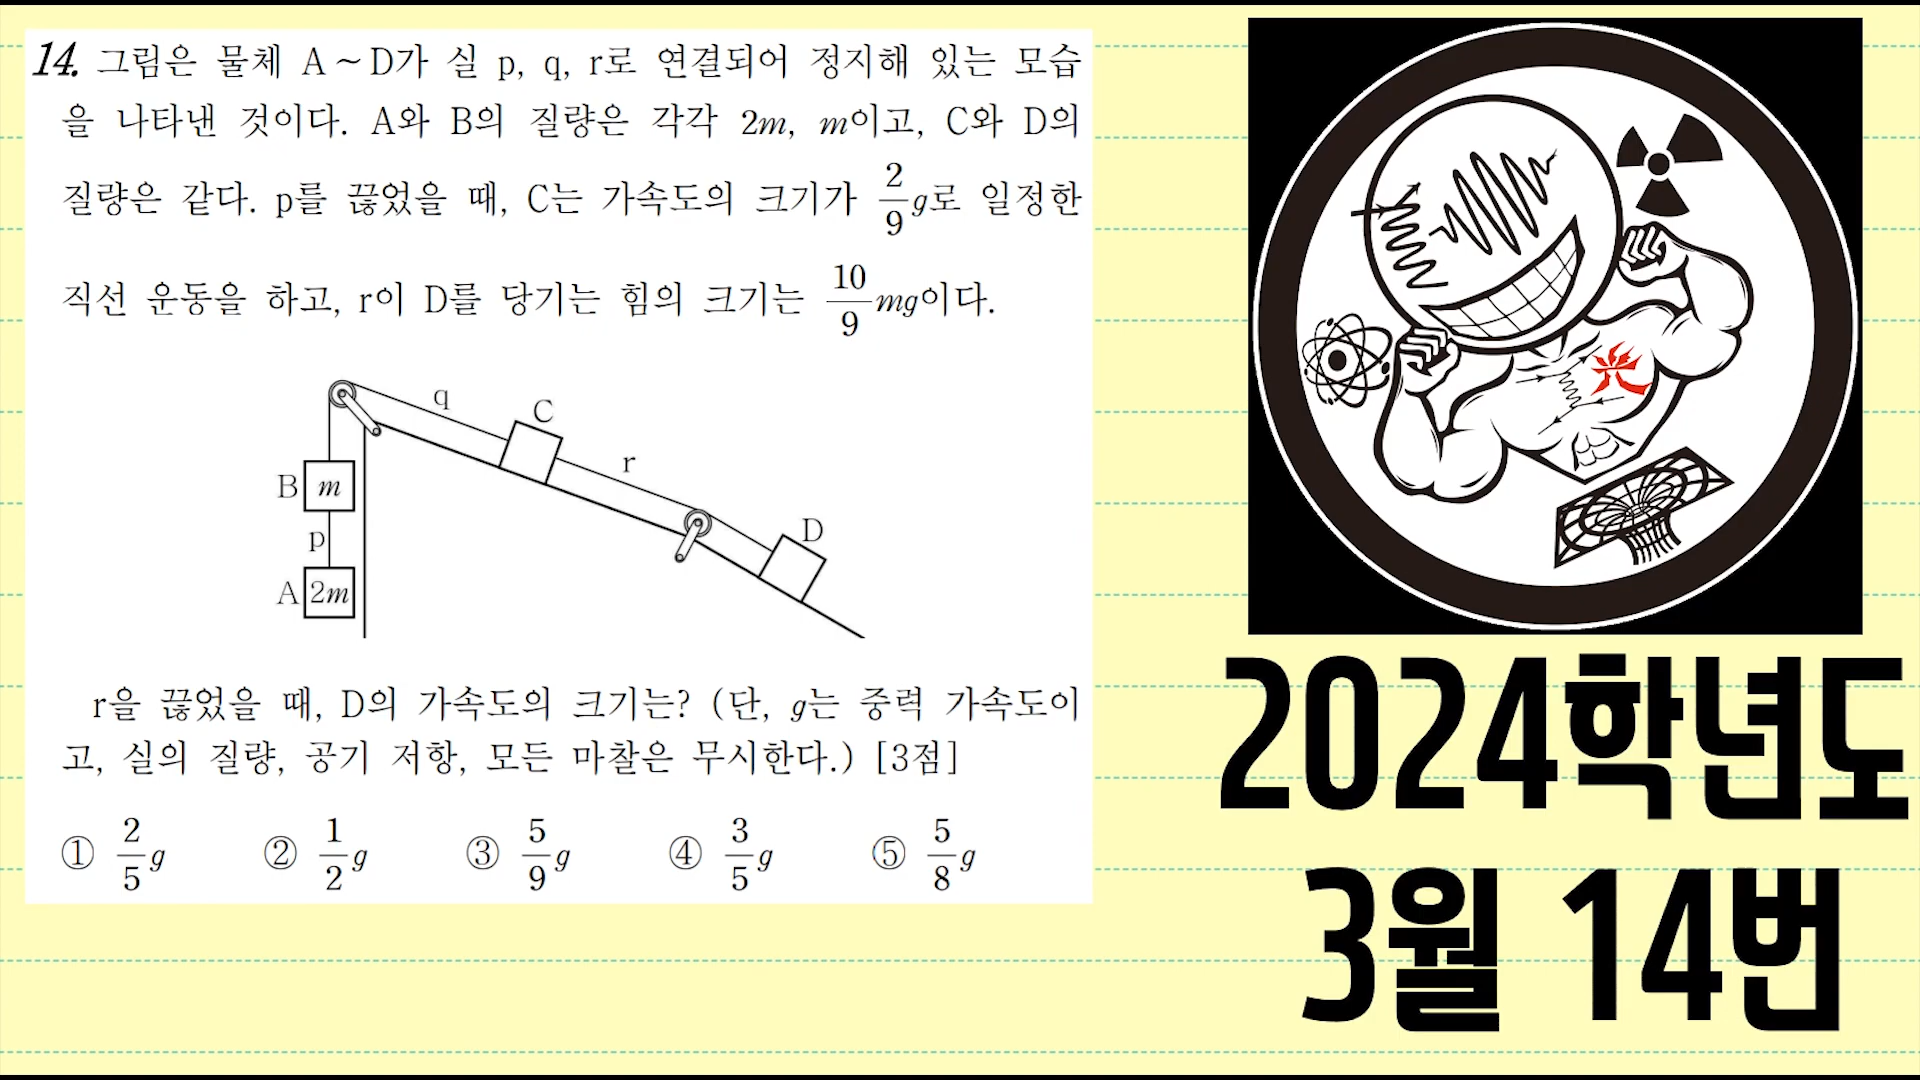 14. 그림은 물체 A ~ D가 실 p, q, r로 연결되어 정지해 있는 모습
을 나타낸 것이다. A와 B의 질량은 각각 2m, m이고, C와 D의
질량은 같다. p를 끊었을 때, C는 가속도의 크기가 2/9 g로 일정한
직선 운동을 하고, r이 D를 당기는 힘의 크기는 10/9 mg이다.
q
C
r
B m
D
p
A 2m
r을 끊었을 때, D의 가속도의 크기는? (단, g는 중력 가속도이
고, 실의 질량, 공기 저항, 모든 마찰은 무시한다.) [3점]
① 2/5 g ② 1/2 g ③ 5/9 g ④ 3/5 g ⑤ 5/8 g
2024학년도
3월 14번